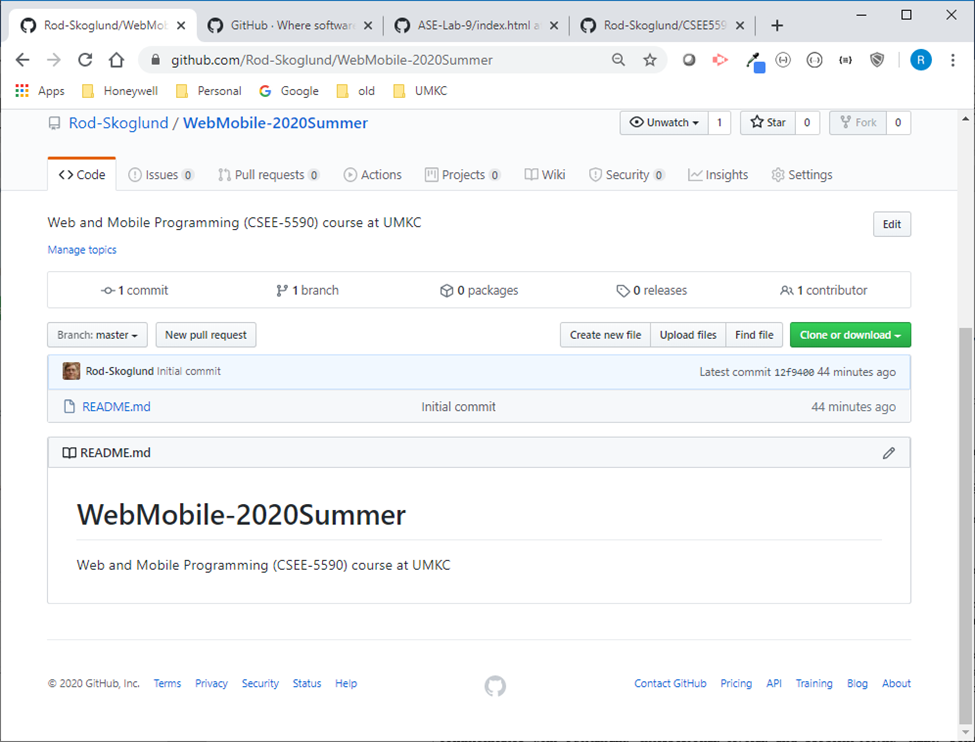 Rod-Skoglund/WebMo
GitHub · Where software
ASE-Lab-9/index.html a
Rod-Skoglund/CSEE559
github.com/Rod-Skoglund/WebMobile-2020Summer
R
Apps Honeywell Personal Google old UMKC
Rod-Skoglund / WebMobile-2020Summer Unwatch 1 Star 0 Fork 0
Code Issues 0 Pull requests 0 Actions Projects 0 Wiki Security 0 Insights Settings
Web and Mobile Programming (CSEE-5590) course at UMKC Edit
Manage topics
1 commit 1 branch 0 packages 0 releases 1 contributor
Branch: master New pull request Create new file Upload files Find file Clone or download
Rod-Skoglund Initial commit Latest commit 12f9400 44 minutes ago
README.md Initial commit 44 minutes ago
README.md
WebMobile-2020Summer
Web and Mobile Programming (CSEE-5590) course at UMKC
© 2020 GitHub, Inc. Terms Privacy Security Status Help Contact GitHub Pricing API Training Blog About